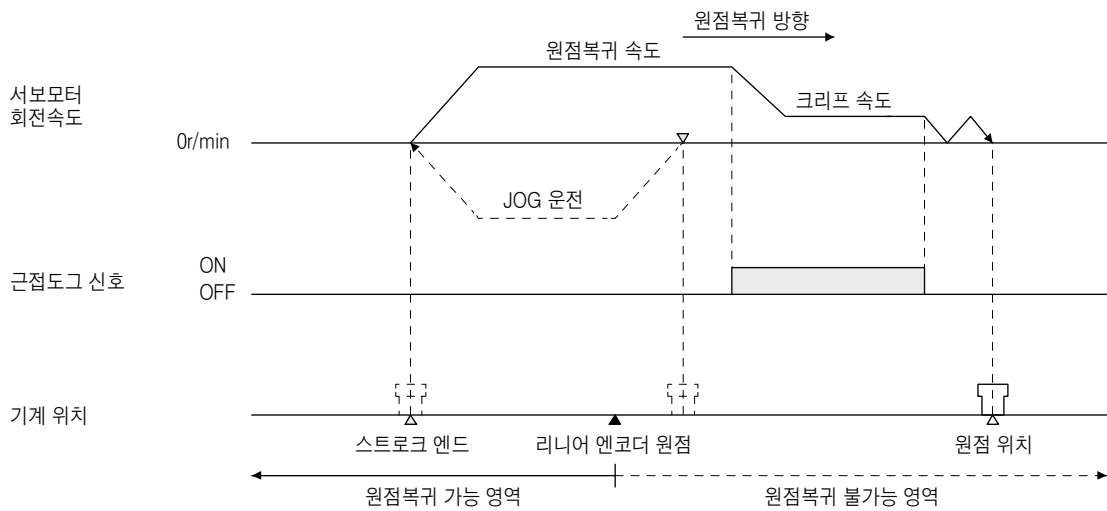 원점복귀 방향
원점복귀 속도
서보모터
회전속도
크리프 속도
0r/min
JOG 운전
ON
근접도그 신호
OFF
기계 위치
스트로크 엔드
리니어 엔코더 원점
원점 위치
원점복귀 가능 영역
원점복귀 불가능 영역